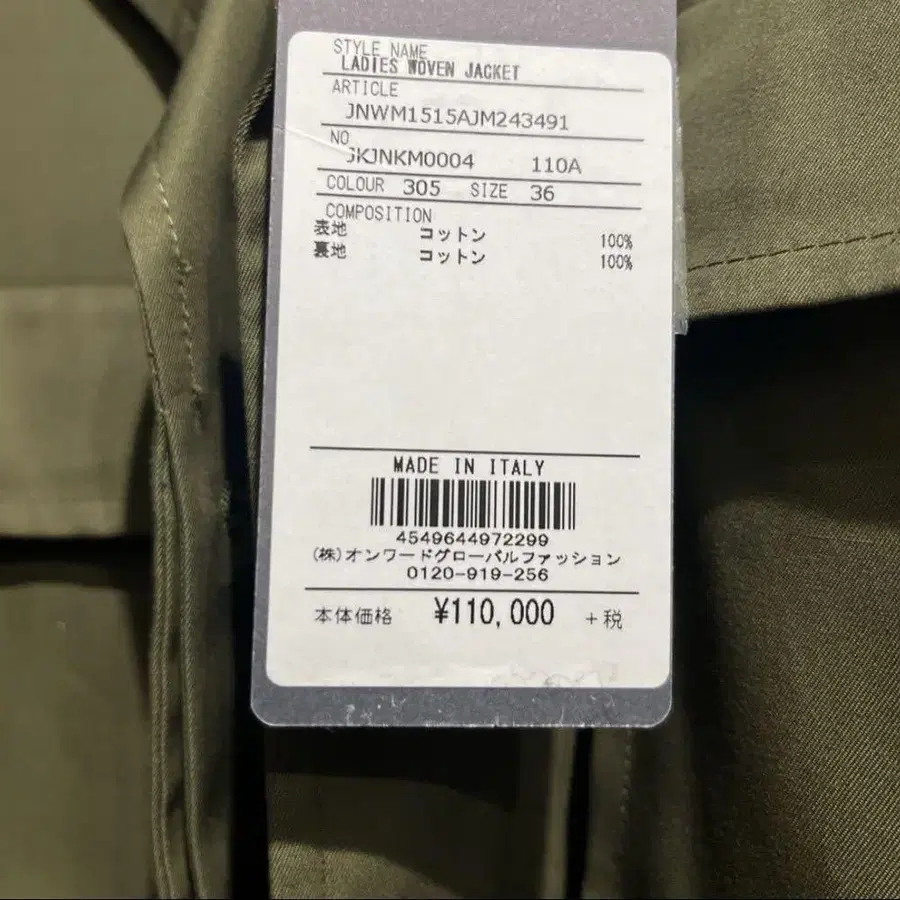 STYLE NAME
LADIES WOVEN JACKET
ARTICLE
JNWM1515AJM243491
NO
JKJNKM0004 110A
COLOUR 305 SIZE 36
COMPOSITION
表地 コットン 100%
裏地 コットン 100%
MADE IN ITALY
4549644972299
(株)オンワードグローバルファッション
0120-919-256
本体価格 ¥110,000 +税